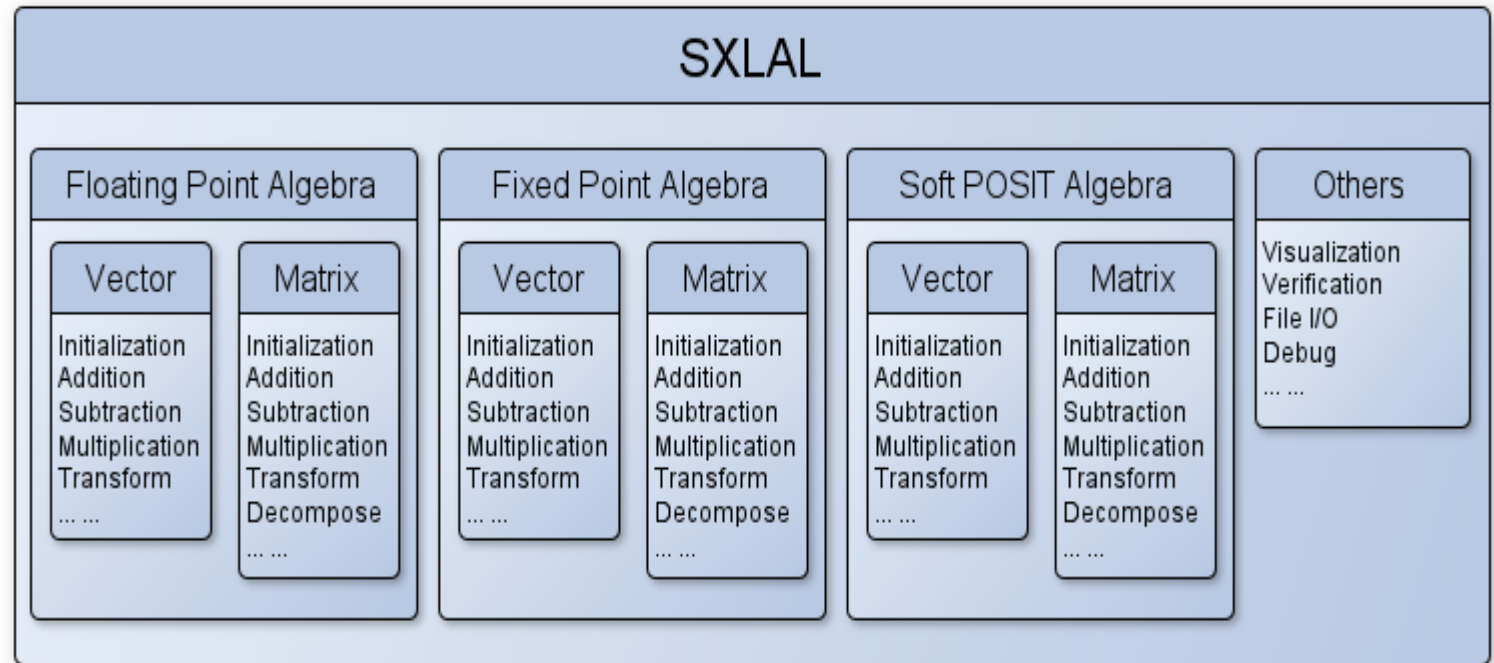 SXLAL
Floating Point Algebra
Vector
Initialization
Addition
Subtraction
Multiplication
Transform
... ...
Matrix
Initialization
Addition
Subtraction
Multiplication
Transform
Decompose
... ...
Fixed Point Algebra
Vector
Initialization
Addition
Subtraction
Multiplication
Transform
... ...
Matrix
Initialization
Addition
Subtraction
Multiplication
Transform
Decompose
... ...
Soft POSIT Algebra
Vector
Initialization
Addition
Subtraction
Multiplication
Transform
... ...
Matrix
Initialization
Addition
Subtraction
Multiplication
Transform
Decompose
... ...
Others
Visualization
Verification
File I/O
Debug
... ...